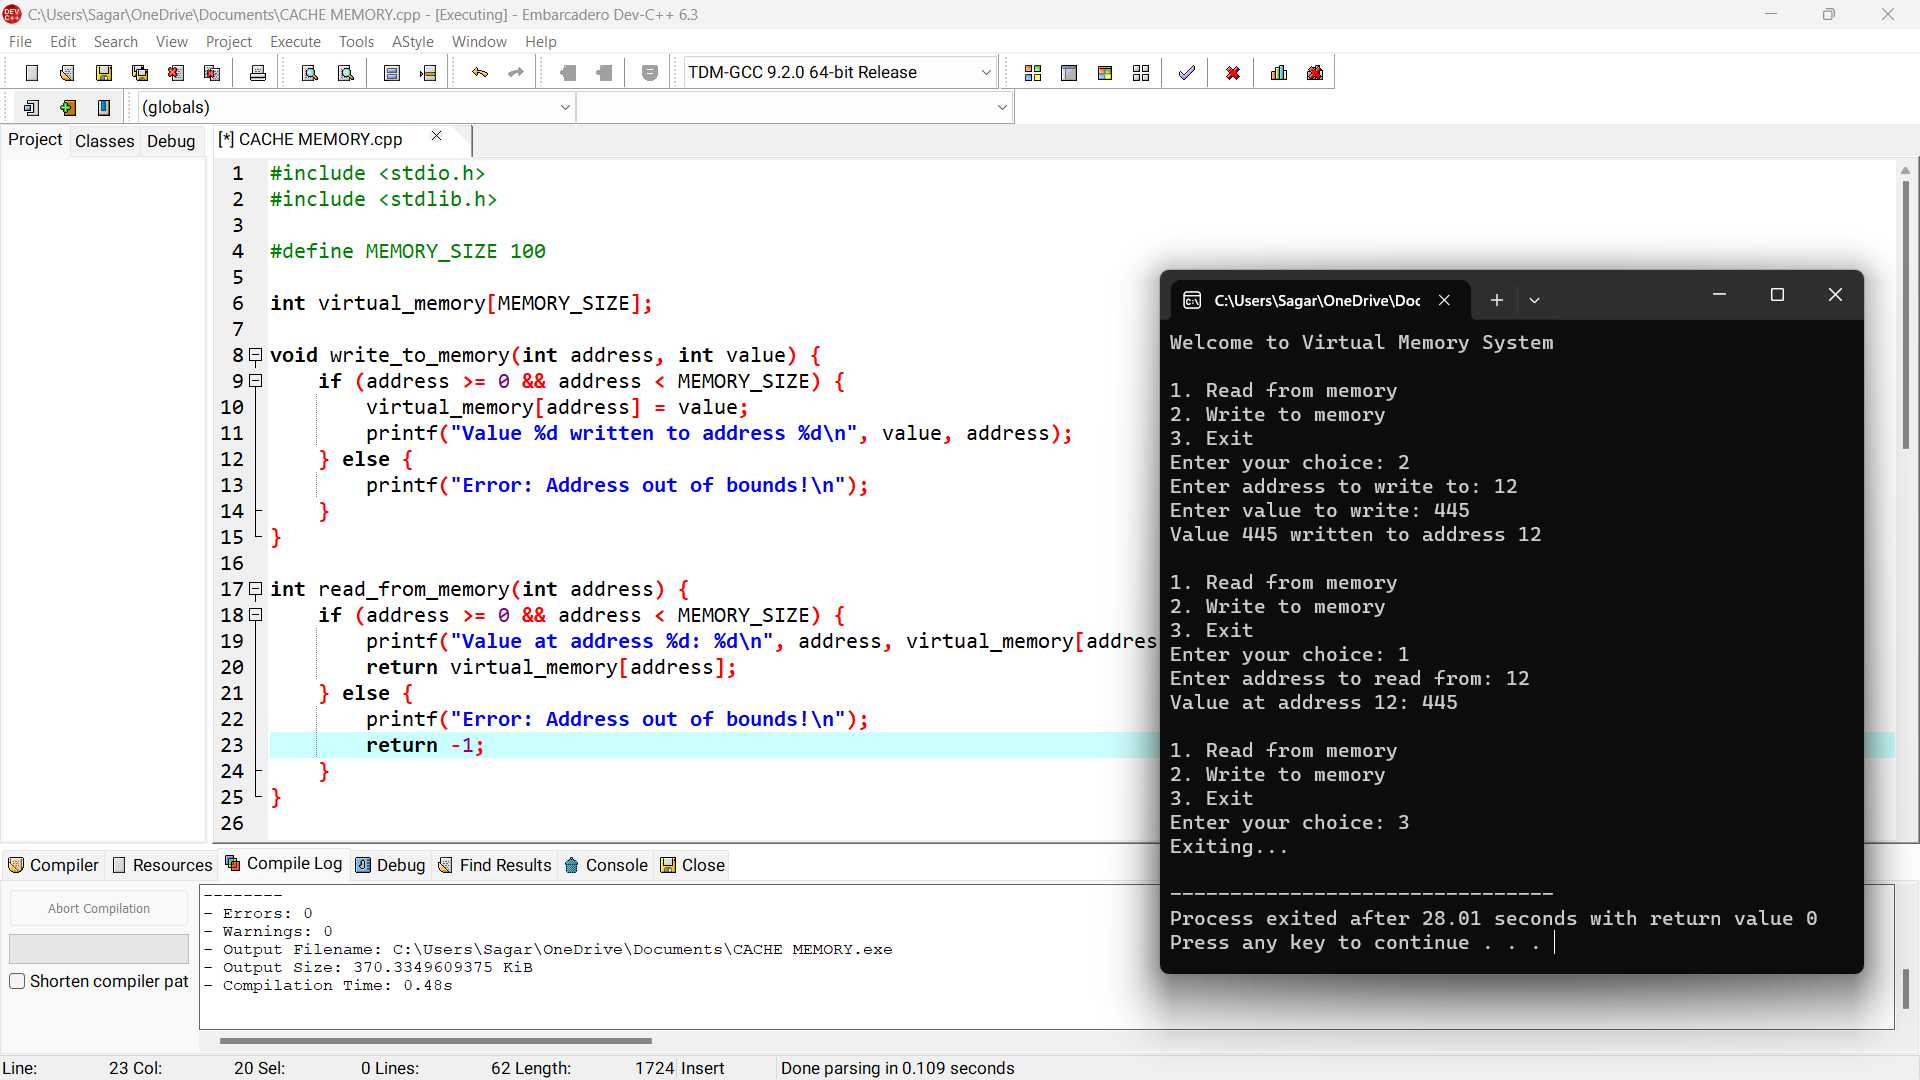 C:\Users\Sagar\OneDrive\Documents\CACHE MEMORY.cpp - [Executing] - Embarcadero Dev-C++ 6.3
File Edit Search View Project Execute Tools AStyle Window Help
TDM-GCC 9.2.0 64-bit Release
(globals)
Project Classes Debug
[*] CACHE MEMORY.cpp
1 #include <stdio.h>
2 #include <stdlib.h>
3
4 #define MEMORY_SIZE 100
5
6 int virtual_memory[MEMORY_SIZE];
7
8 void write_to_memory(int address, int value) {
9 if (address >= 0 && address < MEMORY_SIZE) {
10 virtual_memory[address] = value;
11 printf("Value %d written to address %d\n", value, address);
12 } else {
13 printf("Error: Address out of bounds!\n");
14 }
15 }
16
17 int read_from_memory(int address) {
18 if (address >= 0 && address < MEMORY_SIZE) {
19 printf("Value at address %d: %d\n", address, virtual_memory[addres
20 return virtual_memory[address];
21 } else {
22 printf("Error: Address out of bounds!\n");
23 return -1;
24 }
25 }
26
C:\Users\Sagar\OneDrive\Doc
Welcome to Virtual Memory System
1. Read from memory
2. Write to memory
3. Exit
Enter your choice: 2
Enter address to write to: 12
Enter value to write: 445
Value 445 written to address 12
1. Read from memory
2. Write to memory
3. Exit
Enter your choice: 1
Enter address to read from: 12
Value at address 12: 445
1. Read from memory
2. Write to memory
3. Exit
Enter your choice: 3
Exiting...
--------------------------------
Process exited after 28.01 seconds with return value 0
Press any key to continue . . .
Compiler Resources Compile Log Debug Find Results Console Close
Abort Compilation
Shorten compiler pat
--------
- Errors: 0
- Warnings: 0
- Output Filename: C:\Users\Sagar\OneDrive\Documents\CACHE MEMORY.exe
- Output Size: 370.3349609375 KiB
- Compilation Time: 0.48s
Line: 23 Col: 20 Sel: 0 Lines: 62 Length: 1724 Insert Done parsing in 0.109 seconds